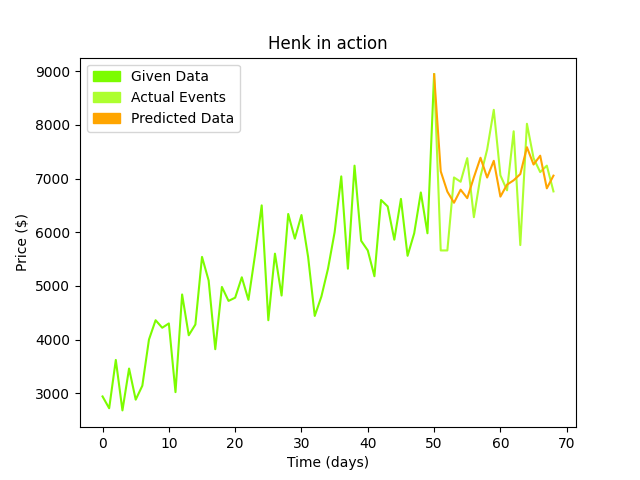 Henk in action
Given Data
Actual Events
Predicted Data
9000
8000
7000
6000
5000
4000
3000
Price ($)
0 10 20 30 40 50 60 70
Time (days)